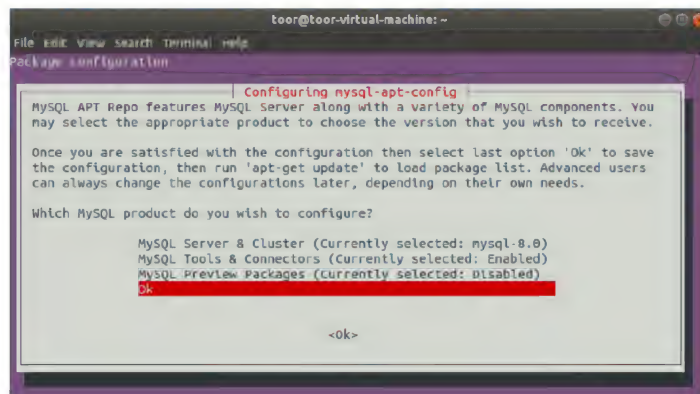 toor@toor-virtual-machine: ~
File Edit View Search Terminal Help
Package configuration
Configuring mysql-apt-config
MySQL APT Repo features MySQL Server along with a variety of MySQL components. You
may select the appropriate product to choose the version that you wish to receive.
Once you are satisfied with the configuration then select last option 'Ok' to save
the configuration, then run 'apt-get update' to load package list. Advanced users
can always change the configurations later, depending on their own needs.
Which MySQL product do you wish to configure?
MySQL Server & Cluster (Currently selected: mysql-8.0)
MySQL Tools & Connectors (Currently selected: Enabled)
MySQL Preview Packages (Currently selected: Disabled)
Ok
<Ok>